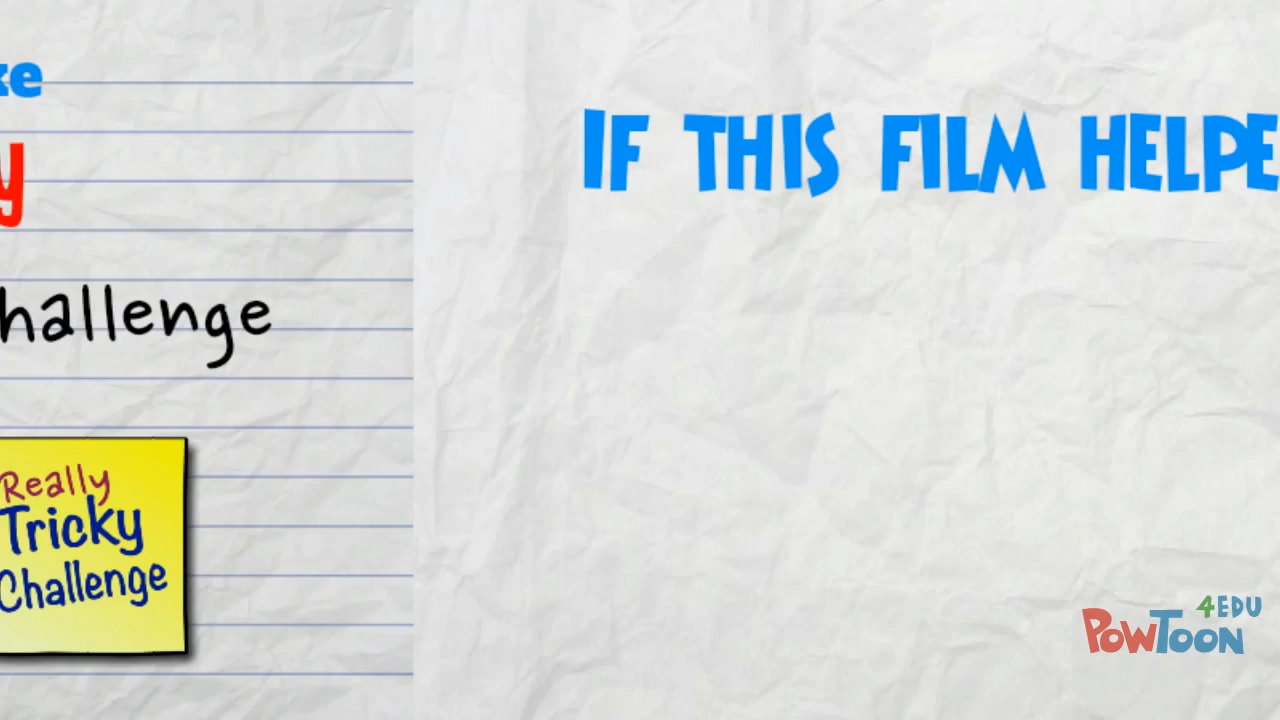 ke
y
hallenge
Really
Tricky
Challenge
IF THIS FILM HELPE
4EDU
POWTOON